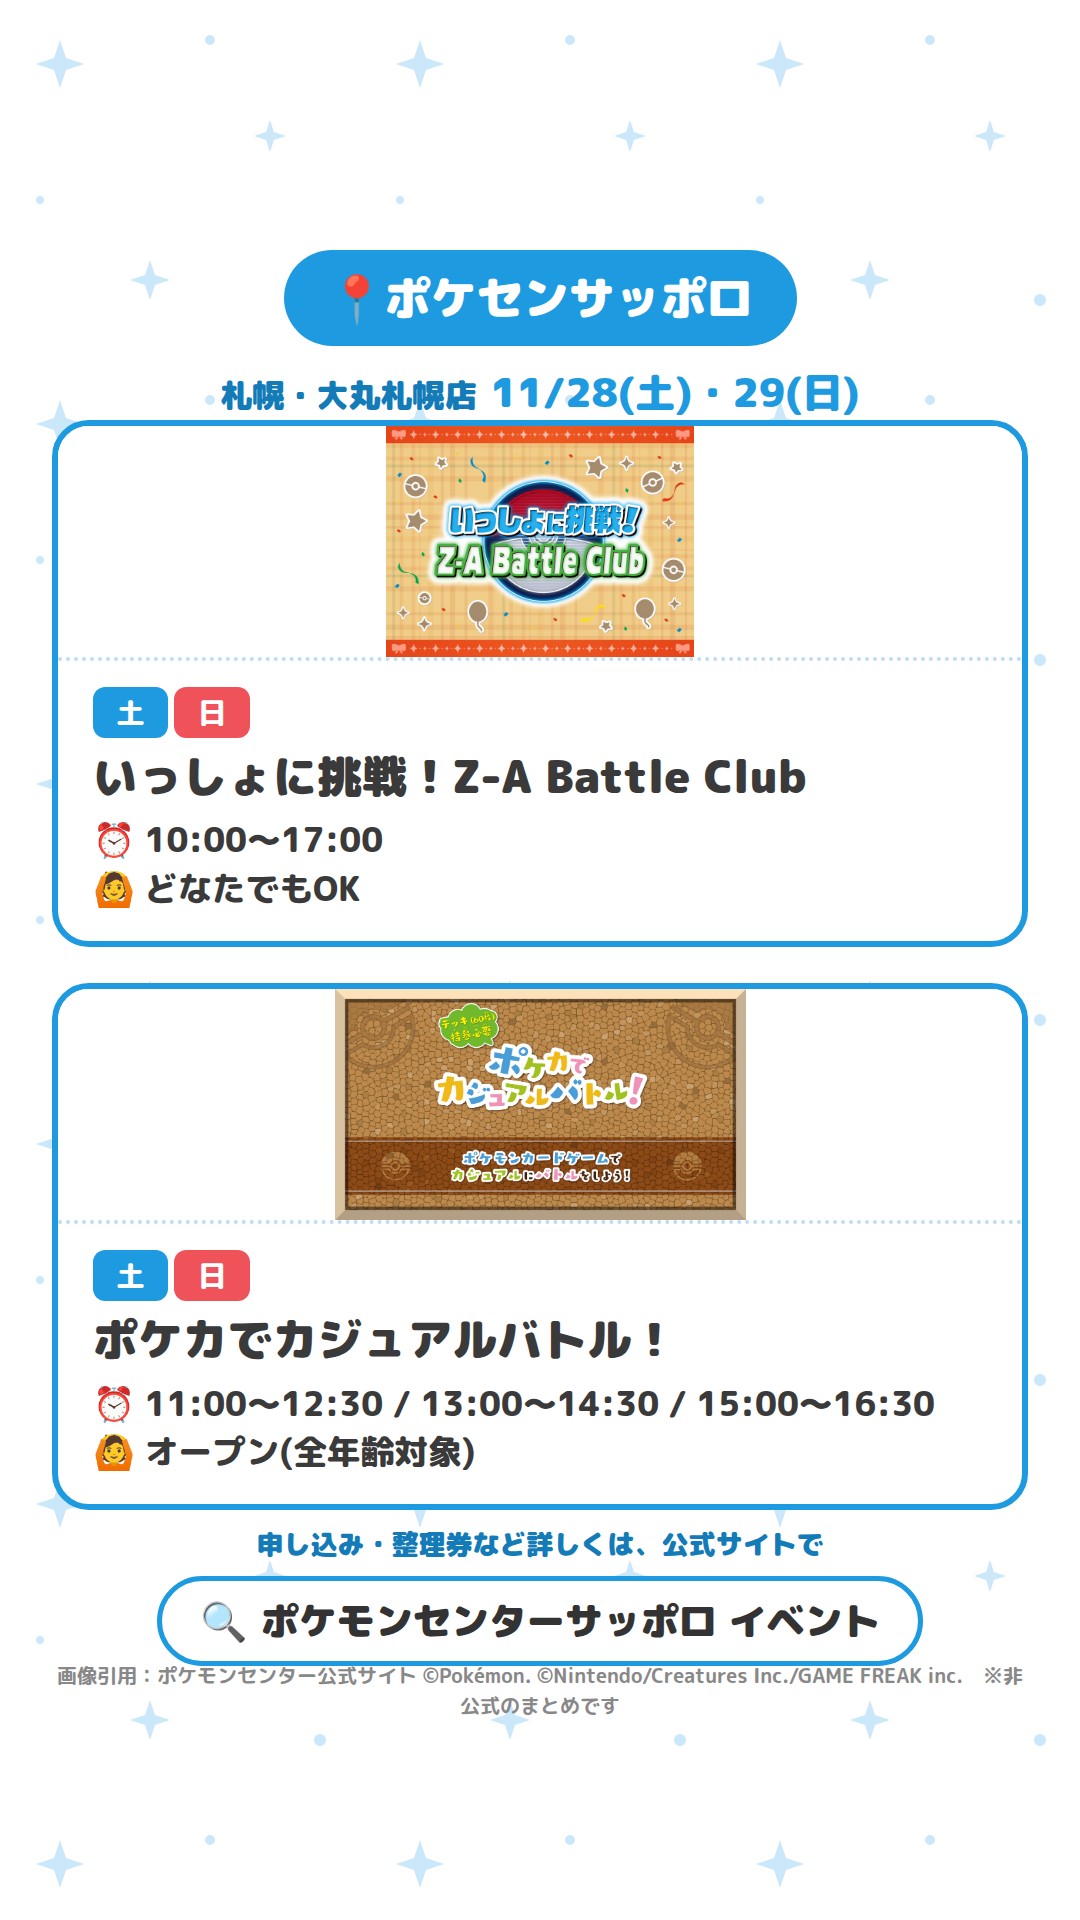 📍ポケセンサッポロ
札幌・大丸札幌店 11/28(土)・29(日)
いっしょに挑戦!
Z-A Battle Club
土 日
いっしょに挑戦！Z-A Battle Club
⏰ 10:00〜17:00
🙆 どなたでもOK
デッキ(60枚)
持参必要
ポケカで
カジュアルバトル!
ポケモンカードゲームで
カジュアルにバトルをしよう!
土 日
ポケカでカジュアルバトル！
⏰ 11:00〜12:30 / 13:00〜14:30 / 15:00〜16:30
🙆 オープン(全年齢対象)
申し込み・整理券など詳しくは、公式サイトで
🔍 ポケモンセンターサッポロ イベント
画像引用：ポケモンセンター公式サイト ©Pokémon. ©Nintendo/Creatures Inc./GAME FREAK inc.　※非
公式のまとめです